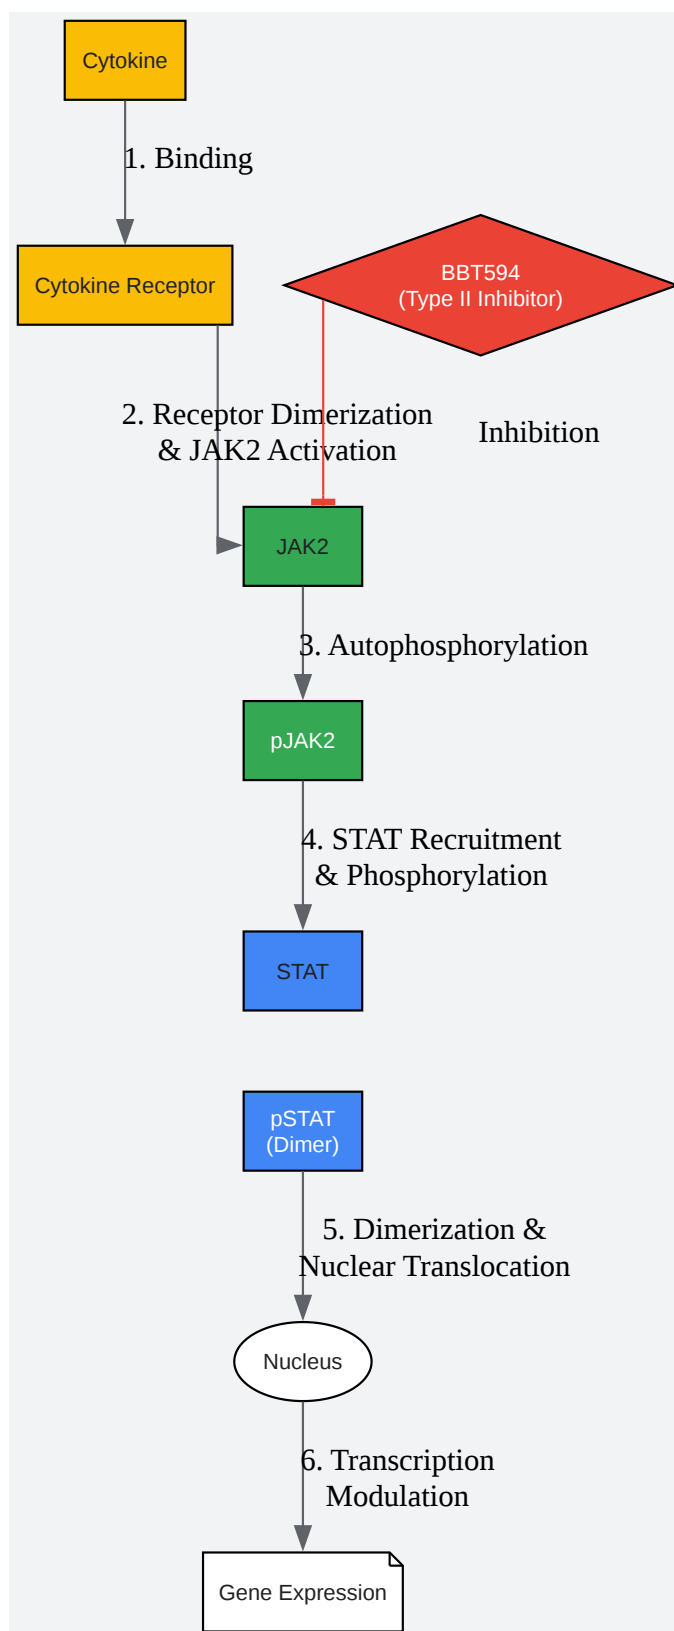 Cytokine
1. Binding
Cytokine Receptor
BBT594
(Type II Inhibitor)
2. Receptor Dimerization
& JAK2 Activation
Inhibition
JAK2
3. Autophosphorylation
pJAK2
4. STAT Recruitment
& Phosphorylation
STAT
pSTAT
(Dimer)
5. Dimerization &
Nuclear Translocation
Nucleus
6. Transcription
Modulation
Gene Expression